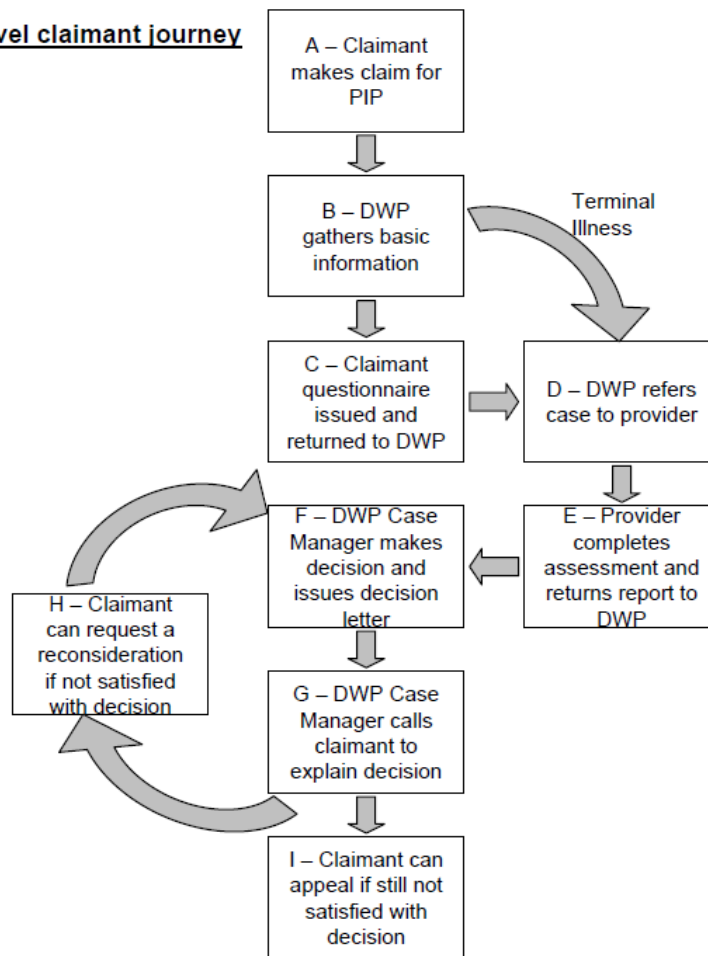 vel claimant journey
A – Claimant
makes claim for
PIP
B – DWP
gathers basic
information
Terminal
Illness
C – Claimant
questionnaire
issued and
returned to DWP
D – DWP refers
case to provider
E – Provider
completes
assessment and
returns report to
DWP
F – DWP Case
Manager makes
decision and
issues decision
letter
H – Claimant
can request a
reconsideration
if not satisfied
with decision
G – DWP Case
Manager calls
claimant to
explain decision
I – Claimant can
appeal if still not
satisfied with
decision